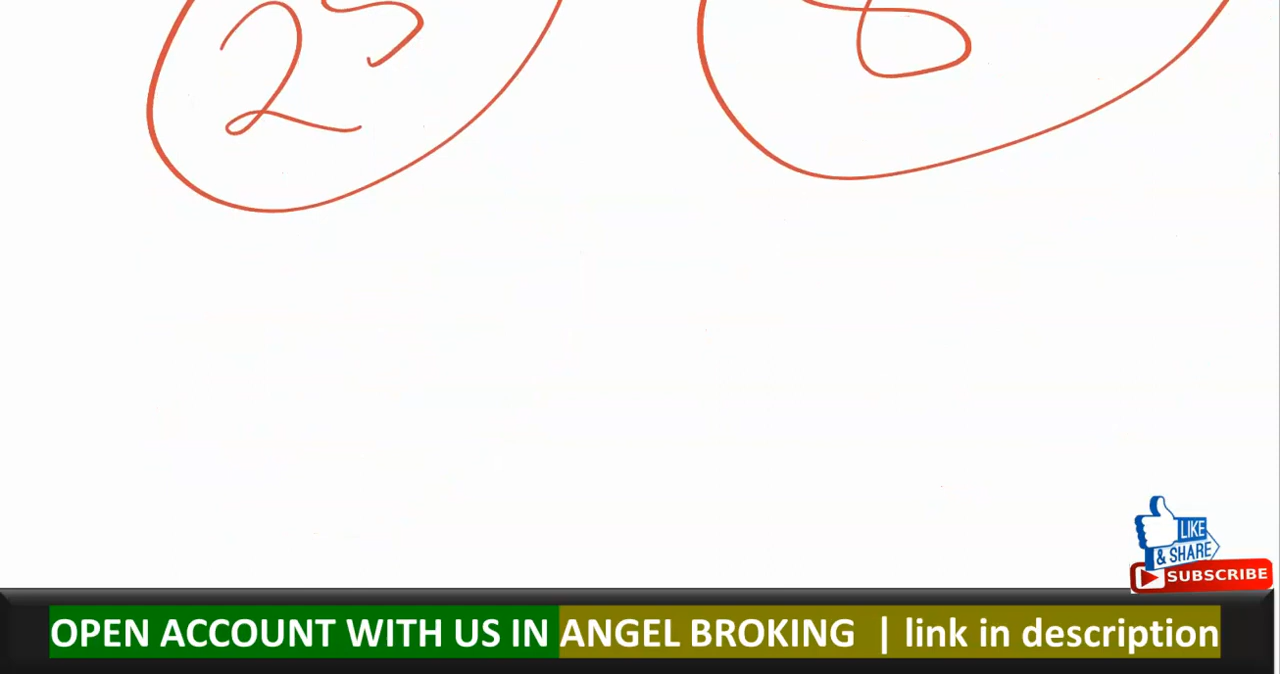 25
8
LIKE
& SHARE
SUBSCRIBE
OPEN ACCOUNT WITH US IN ANGEL BROKING | link in description